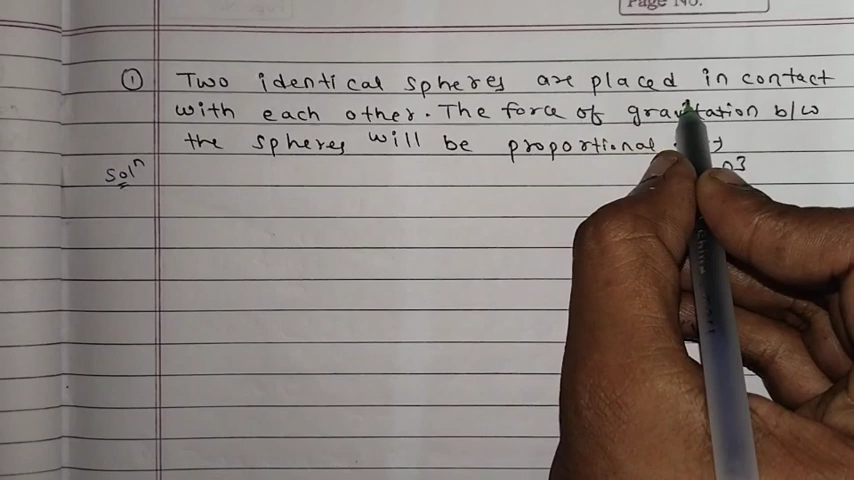 Page No.
① Two identical spheres are placed in contact
with each other. The force of gravitation b/w
the spheres will be proportional
Solⁿ